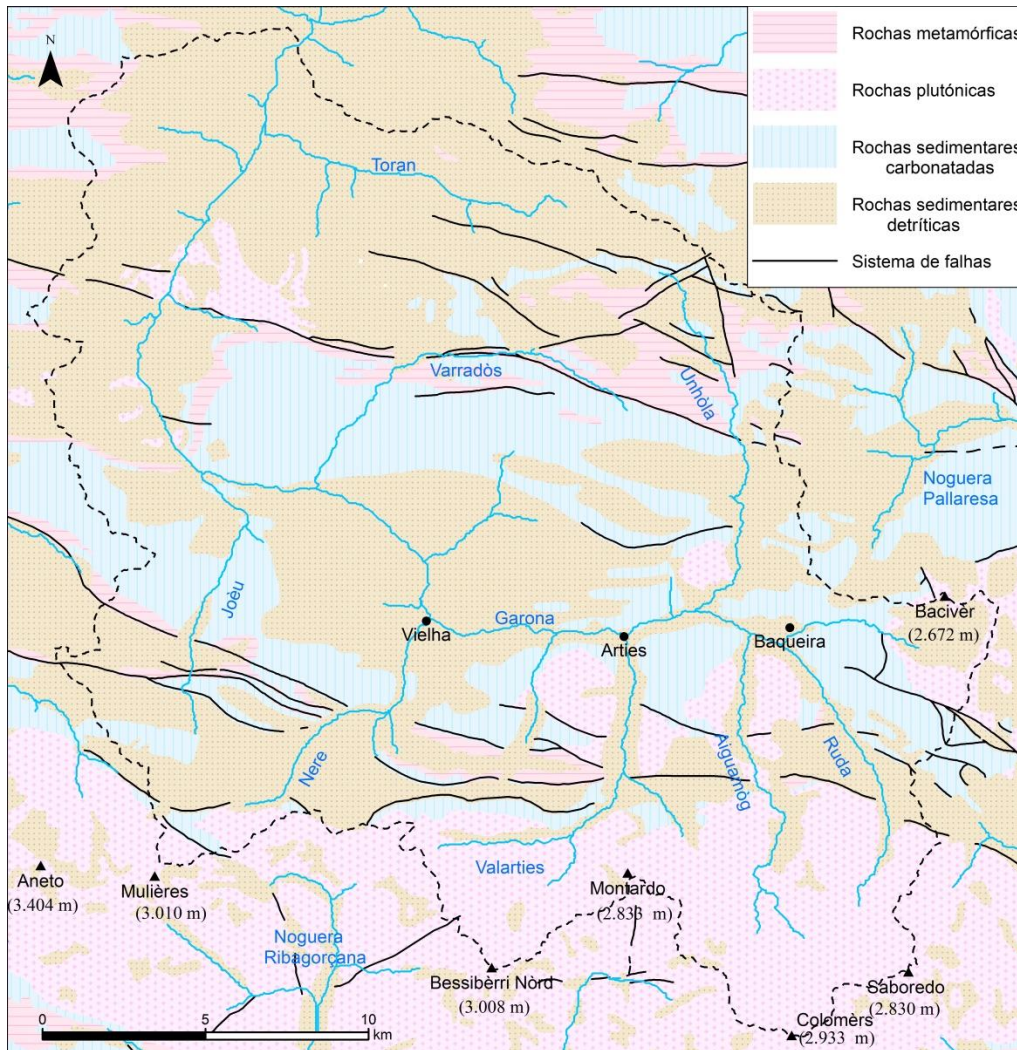 N
Rochas metamórficas
Rochas plutónicas
Rochas sedimentares
carbonatadas
Rochas sedimentares
detríticas
Sistema de falhas
Toran
Varradòs
Unhòla
Noguera
Pallaresa
Joèu
Garona
Vielha
Arties
Baqueira
Baciver
(2.672 m)
Nere
Aiguamòg
Ruda
Valarties
Aneto
(3.404 m)
Mulières
(3.010 m)
Montardo
(2.833 m)
Noguera
Ribagorçana
Bessibèrri Nòrd
(3.008 m)
Saboredo
(2.830 m)
Colomèrs
(2.933 m)
0 5 10
km